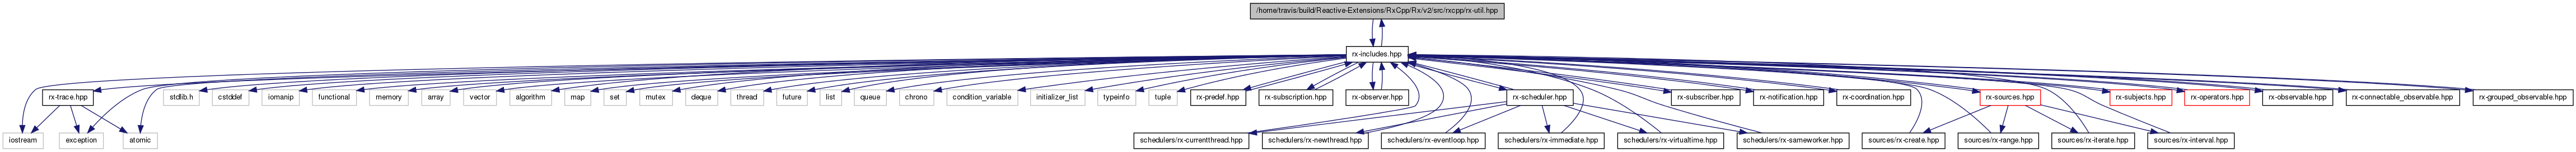 /home/travis/build/Reactive-Extensions/RxCpp/Rx/v2/src/rxcpp/rx-util.hpp
rx-includes.hpp
rx-trace.hpp
stdlib.h
cstddef
iomanip
functional
memory
array
vector
algorithm
map
set
mutex
deque
thread
future
list
queue
chrono
condition_variable
initializer_list
typeinfo
tuple
rx-predef.hpp
rx-subscription.hpp
rx-observer.hpp
rx-scheduler.hpp
rx-subscriber.hpp
rx-notification.hpp
rx-coordination.hpp
rx-sources.hpp
rx-subjects.hpp
rx-operators.hpp
rx-observable.hpp
rx-connectable_observable.hpp
rx-grouped_observable.hpp
iostream
exception
atomic
schedulers/rx-currentthread.hpp
schedulers/rx-newthread.hpp
schedulers/rx-eventloop.hpp
schedulers/rx-immediate.hpp
schedulers/rx-virtualtime.hpp
schedulers/rx-sameworker.hpp
sources/rx-create.hpp
sources/rx-range.hpp
sources/rx-iterate.hpp
sources/rx-interval.hpp